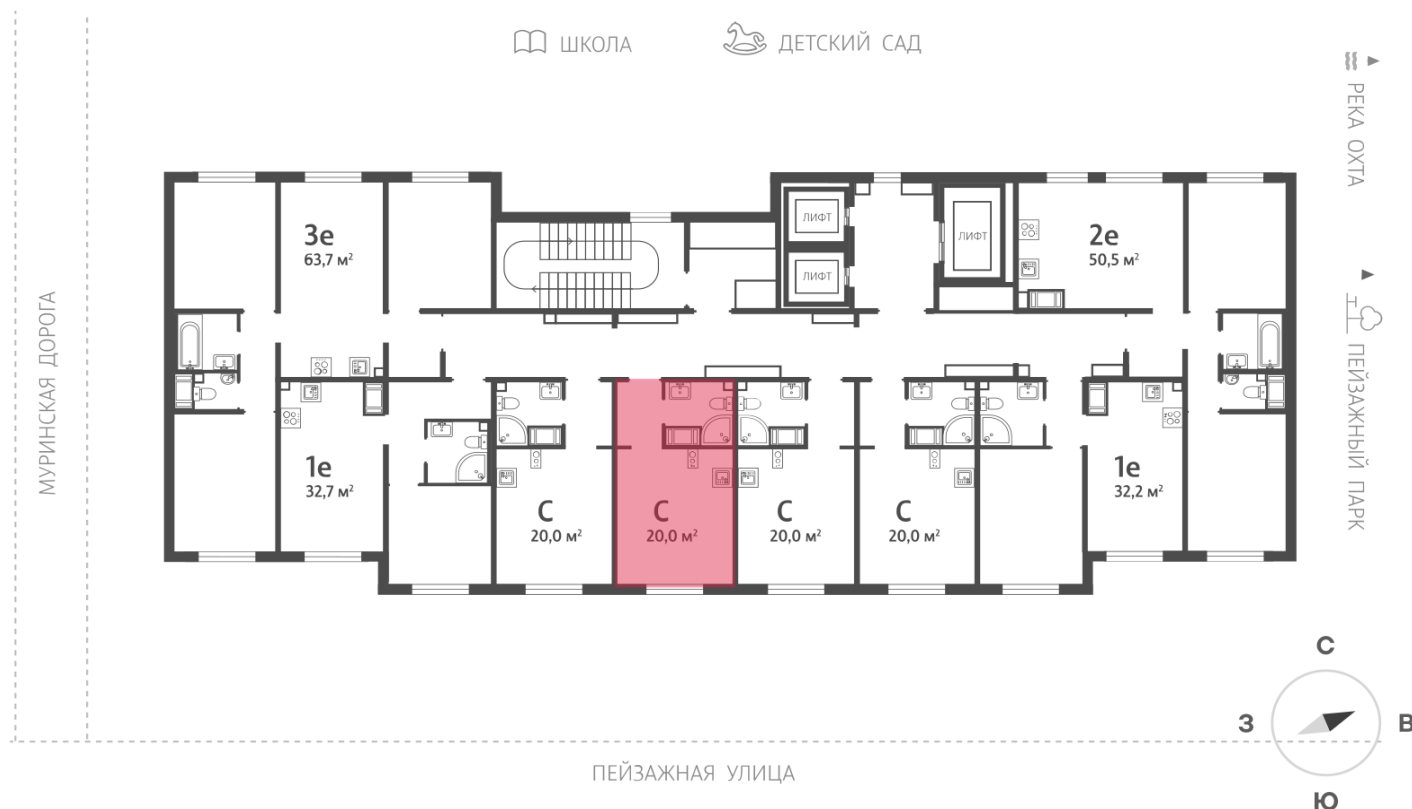 ШКОЛА
ДЕТСКИЙ САД
РЕКА ОХТА
ПЕЙЗАЖНЫЙ ПАРК
МУРИНСКАЯ ДОРОГА
3е
63,7 м²
ЛИФТ
ЛИФТ
ЛИФТ
2е
50,5 м²
1е
32,7 м²
С
20,0 м²
С
20,0 м²
С
20,0 м²
С
20,0 м²
1е
32,2 м²
С
З
В
Ю
ПЕЙЗАЖНАЯ УЛИЦА